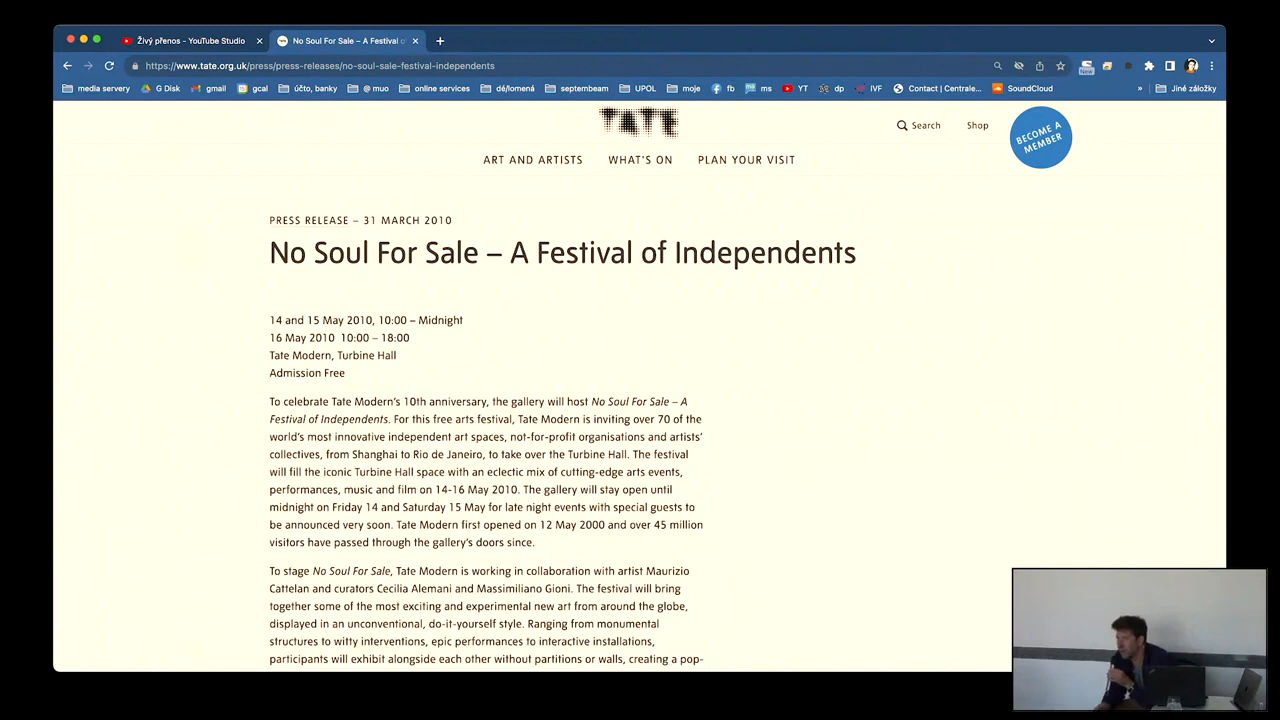 Živý přenos - YouTube Studio
No Soul For Sale – A Festival o
https://www.tate.org.uk/press/press-releases/no-soul-sale-festival-independents
New
media servery
G Disk
gmail
gcal
účto, banky
@ muo
online services
dé/lomená
septembeam
UPOL
moje
fb
ms
YT
dp
IVF
Contact | Centrale...
SoundCloud
»
Jiné záložky
TATE
Search
Shop
BECOME A
MEMBER
ART AND ARTISTS
WHAT'S ON
PLAN YOUR VISIT
PRESS RELEASE – 31 MARCH 2010
No Soul For Sale – A Festival of Independents
14 and 15 May 2010, 10:00 – Midnight
16 May 2010 10:00 – 18:00
Tate Modern, Turbine Hall
Admission Free
To celebrate Tate Modern's 10th anniversary, the gallery will host No Soul For Sale – A
Festival of Independents. For this free arts festival, Tate Modern is inviting over 70 of the
world's most innovative independent art spaces, not-for-profit organisations and artists'
collectives, from Shanghai to Rio de Janeiro, to take over the Turbine Hall. The festival
will fill the iconic Turbine Hall space with an eclectic mix of cutting-edge arts events,
performances, music and film on 14-16 May 2010. The gallery will stay open until
midnight on Friday 14 and Saturday 15 May for late night events with special guests to
be announced very soon. Tate Modern first opened on 12 May 2000 and over 45 million
visitors have passed through the gallery's doors since.
To stage No Soul For Sale, Tate Modern is working in collaboration with artist Maurizio
Cattelan and curators Cecilia Alemani and Massimiliano Gioni. The festival will bring
together some of the most exciting and experimental new art from around the globe,
displayed in an unconventional, do-it-yourself style. Ranging from monumental
structures to witty interventions, epic performances to interactive installations,
participants will exhibit alongside each other without partitions or walls, creating a pop-